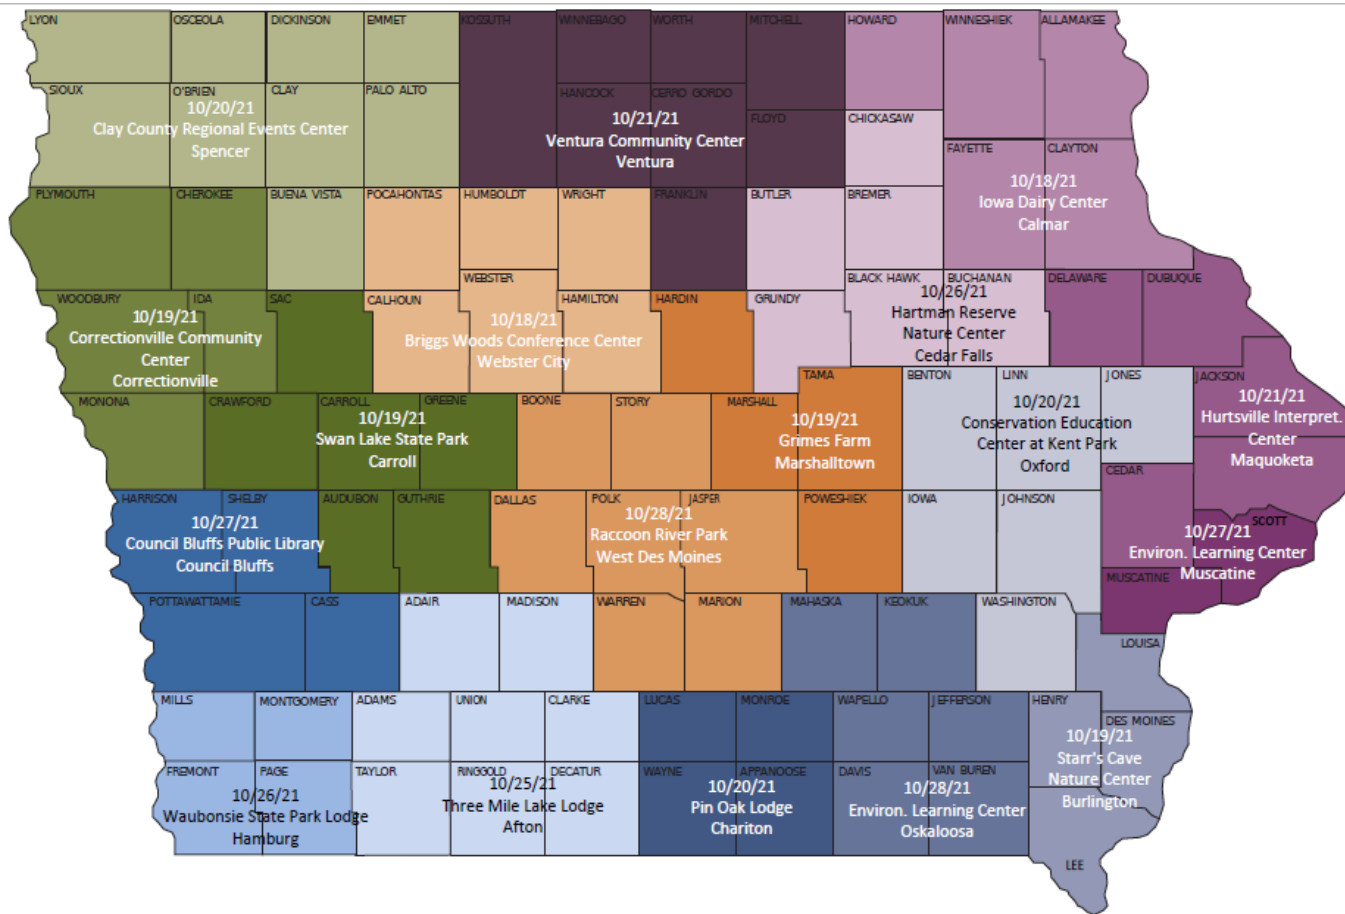 LYON
OSCEOLA
DICKINSON
EMMET
KOSSUTH
WINNEBAGO
WORTH
MITCHELL
HOWARD
WINNESHIEK
ALLAMAKEE
SIOUX
O'BRIEN
CLAY
PALO ALTO
HANCOCK
CERRO GORDO
FLOYD
CHICKASAW
10/20/21
Clay County Regional Events Center
Spencer
10/21/21
Ventura Community Center
Ventura
FAYETTE
CLAYTON
10/18/21
Iowa Dairy Center
Calmar
PLYMOUTH
CHEROKEE
BUENA VISTA
POCAHONTAS
HUMBOLDT
WRIGHT
FRANKLIN
BUTLER
BREMER
WEBSTER
BLACK HAWK
BUCHANAN
DELAWARE
DUBUQUE
WOODBURY
IDA
SAC
CALHOUN
HAMILTON
HARDIN
GRUNDY
10/19/21
Correctionville Community
Center
Correctionville
10/18/21
Briggs Woods Conference Center
Webster City
10/26/21
Hartman Reserve
Nature Center
Cedar Falls
TAMA
BENTON
LINN
JONES
JACKSON
MONONA
CRAWFORD
CARROLL
GREENE
BOONE
STORY
MARSHALL
10/19/21
Swan Lake State Park
Carroll
10/19/21
Grimes Farm
Marshalltown
10/20/21
Conservation Education
Center at Kent Park
Oxford
10/21/21
Hurtsville Interpret.
Center
Maquoketa
CEDAR
HARRISON
SHELBY
AUDUBON
GUTHRIE
DALLAS
POLK
JASPER
POWESHIEK
IOWA
JOHNSON
SCOTT
10/27/21
Council Bluffs Public Library
Council Bluffs
10/28/21
Raccoon River Park
West Des Moines
10/27/21
Environ. Learning Center
Muscatine
MUSCATINE
POTTAWATTAMIE
CASS
ADAIR
MADISON
WARREN
MARION
MAHASKA
KEOKUK
WASHINGTON
LOUISA
MILLS
MONTGOMERY
ADAMS
UNION
CLARKE
LUCAS
MONROE
WAPELLO
JEFFERSON
HENRY
DES MOINES
10/19/21
Starr's Cave
Nature Center
Burlington
FREMONT
PAGE
TAYLOR
RINGGOLD
DECATUR
WAYNE
APPANOOSE
DAVIS
VAN BUREN
10/26/21
Waubonsie State Park Lodge
Hamburg
10/25/21
Three Mile Lake Lodge
Afton
10/20/21
Pin Oak Lodge
Chariton
10/28/21
Environ. Learning Center
Oskaloosa
LEE